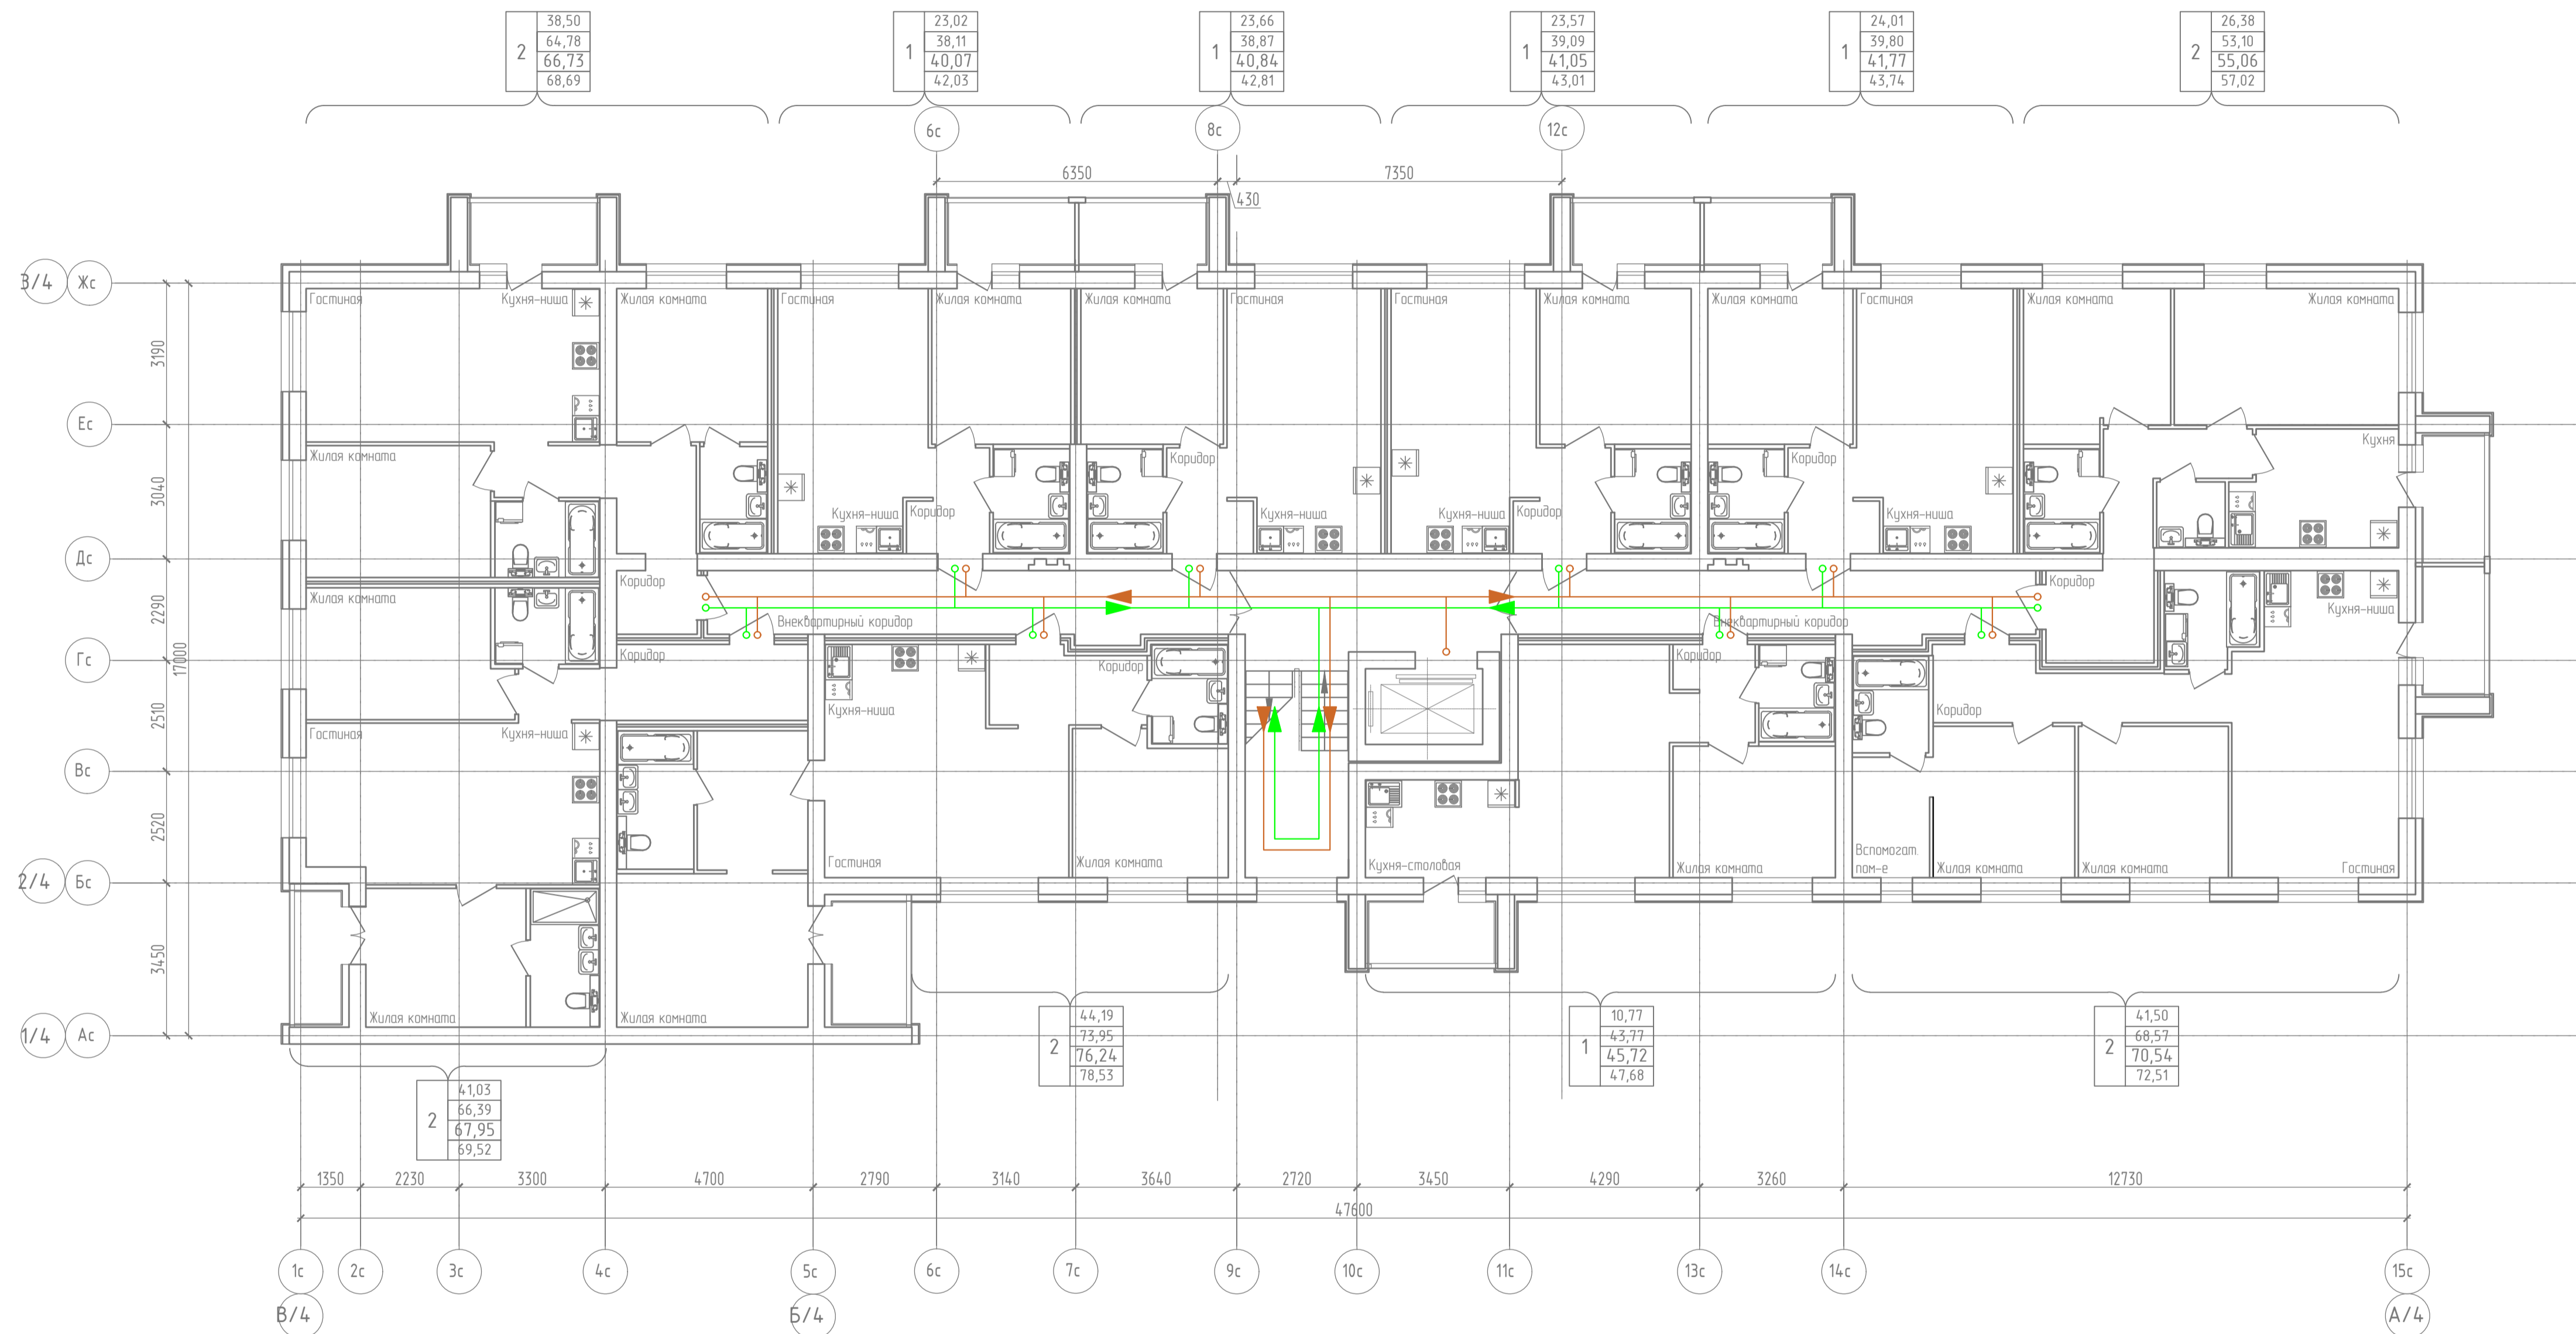 2
38,50
64,78
66,73
68,69
1
23,02
38,11
40,07
42,03
1
23,66
38,87
40,84
42,81
1
23,57
39,09
41,05
43,01
1
24,01
39,80
41,77
43,74
2
26,38
53,10
55,06
57,02
6с
8с
12с
6350
7350
430
3/4
Жс
Ес
Дс
Гс
Вс
2/4
Бс
1/4
Ас
3190
3040
2290
2510
2520
3450
17000
Гостиная
Кухня-ниша
Жилая комната
Гостиная
Жилая комната
Жилая комната
Гостиная
Гостиная
Жилая комната
Жилая комната
Гостиная
Жилая комната
Жилая комната
Жилая комната
Коридор
Коридор
Кухня
Кухня-ниша
Коридор
Кухня-ниша
Кухня-ниша
Коридор
Кухня-ниша
Коридор
Коридор
Жилая комната
Кухня-ниша
Внеквартирный коридор
Внеквартирный коридор
Коридор
Коридор
Коридор
Кухня-ниша
Коридор
Гостиная
Кухня-ниша
Гостиная
Жилая комната
Кухня-столовая
Жилая комната
Вспомогат.
пом-е
Жилая комната
Жилая комната
Гостиная
Жилая комната
Жилая комната
2
44,19
73,95
76,24
78,53
1
10,77
43,77
45,72
47,68
2
41,50
68,57
70,54
72,51
2
41,03
66,39
67,95
69,52
1350
2230
3300
4700
2790
3140
3640
2720
3450
4290
3260
12730
47600
1с
2с
3с
4с
5с
6с
7с
9с
10с
11с
13с
14с
15с
В/4
Б/4
А/4